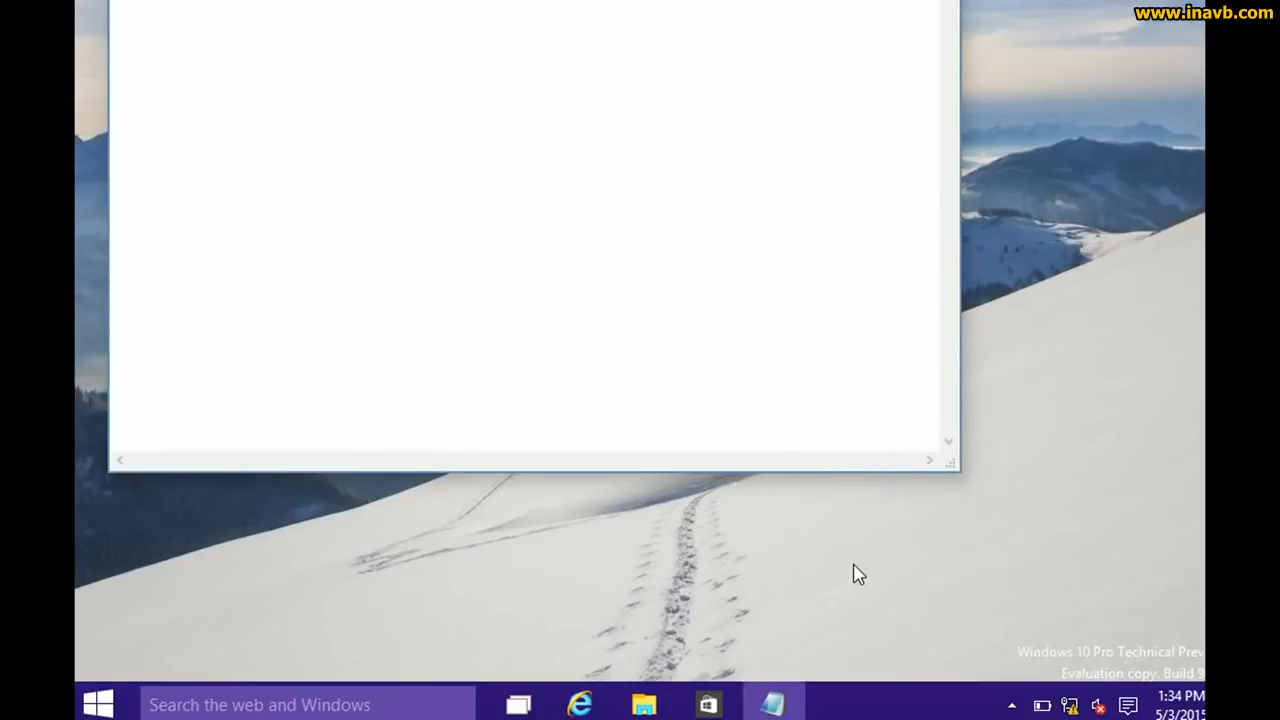 www.inavb.com
Windows 10 Pro Technical Prev
Evaluation copy. Build 9
Search the web and Windows
1:34 PM
5/3/2015